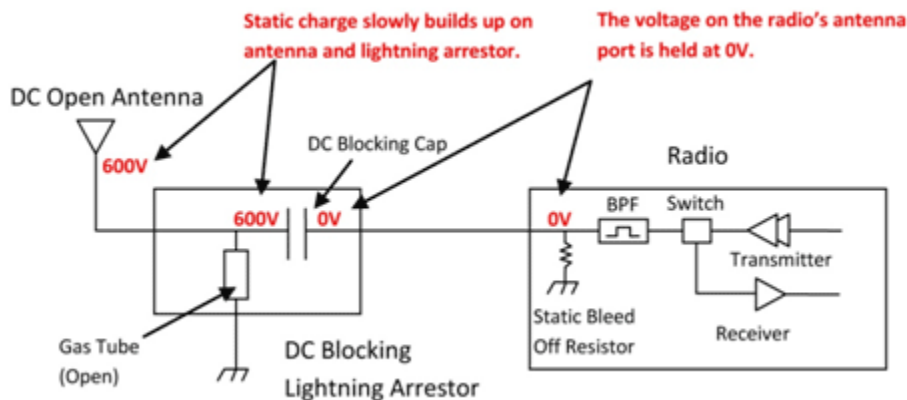 Static charge slowly builds up on
antenna and lightning arrestor.
The voltage on the radio's antenna
port is held at 0V.
DC Open Antenna
600V
DC Blocking Cap
Radio
600V
0V
0V
BPF
Switch
Transmitter
Receiver
Static Bleed
Off Resistor
Gas Tube
(Open)
DC Blocking
Lightning Arrestor